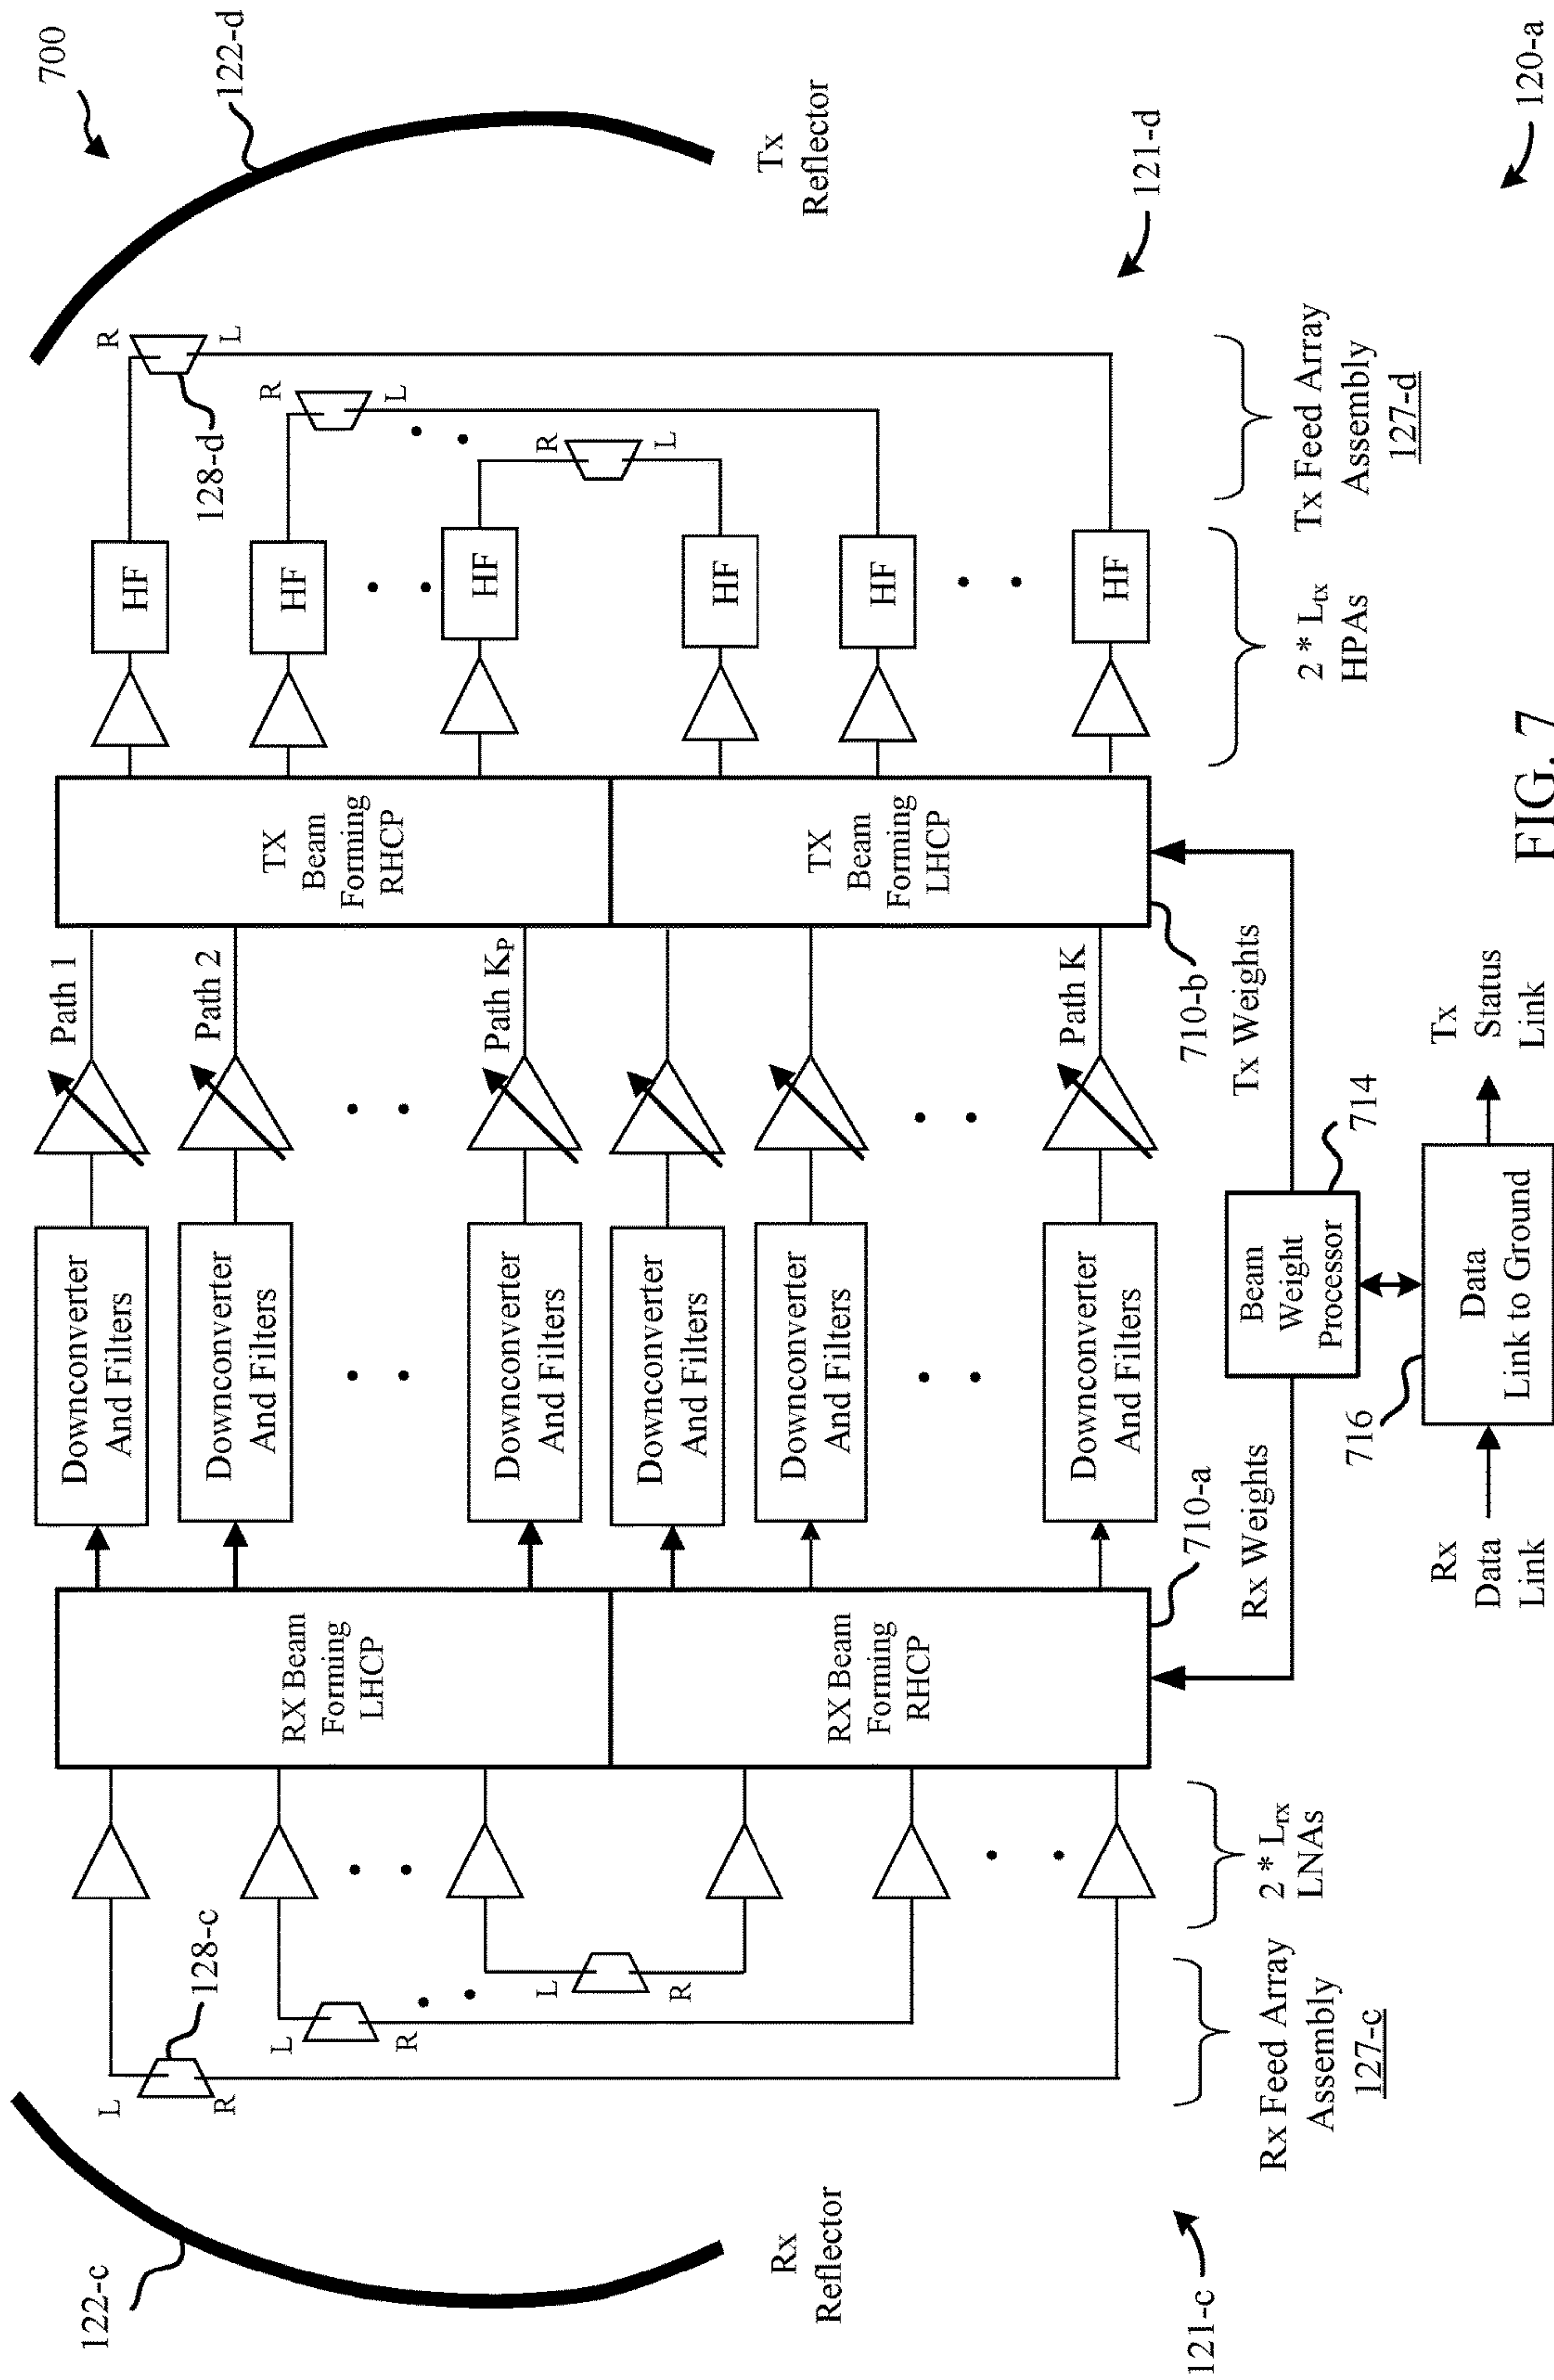 700
122-d
Tx
Reflector
121-d
120-a
R
L
128-d
R
L
R
L
Tx Feed Array
Assembly
127-d
HF
HF
HF
HF
HF
HF
2 * Ltx
HPAs
TX
Beam
Forming
RHCP
TX
Beam
Forming
LHCP
710-b
Tx Weights
Path 1
Path 2
Path KP
Path K
Downconverter
And Filters
Downconverter
And Filters
Downconverter
And Filters
Downconverter
And Filters
Downconverter
And Filters
Downconverter
And Filters
Beam
Weight
Processor
714
Data
Link to Ground
716
Tx
Status
Link
Rx
Data
Link
Rx Weights
710-a
RX Beam
Forming
LHCP
RX Beam
Forming
RHCP
2 * Lrx
LNAs
L
R
128-c
L
R
L
R
Rx Feed Array
Assembly
127-c
122-c
Rx
Reflector
121-c
FIG. 7